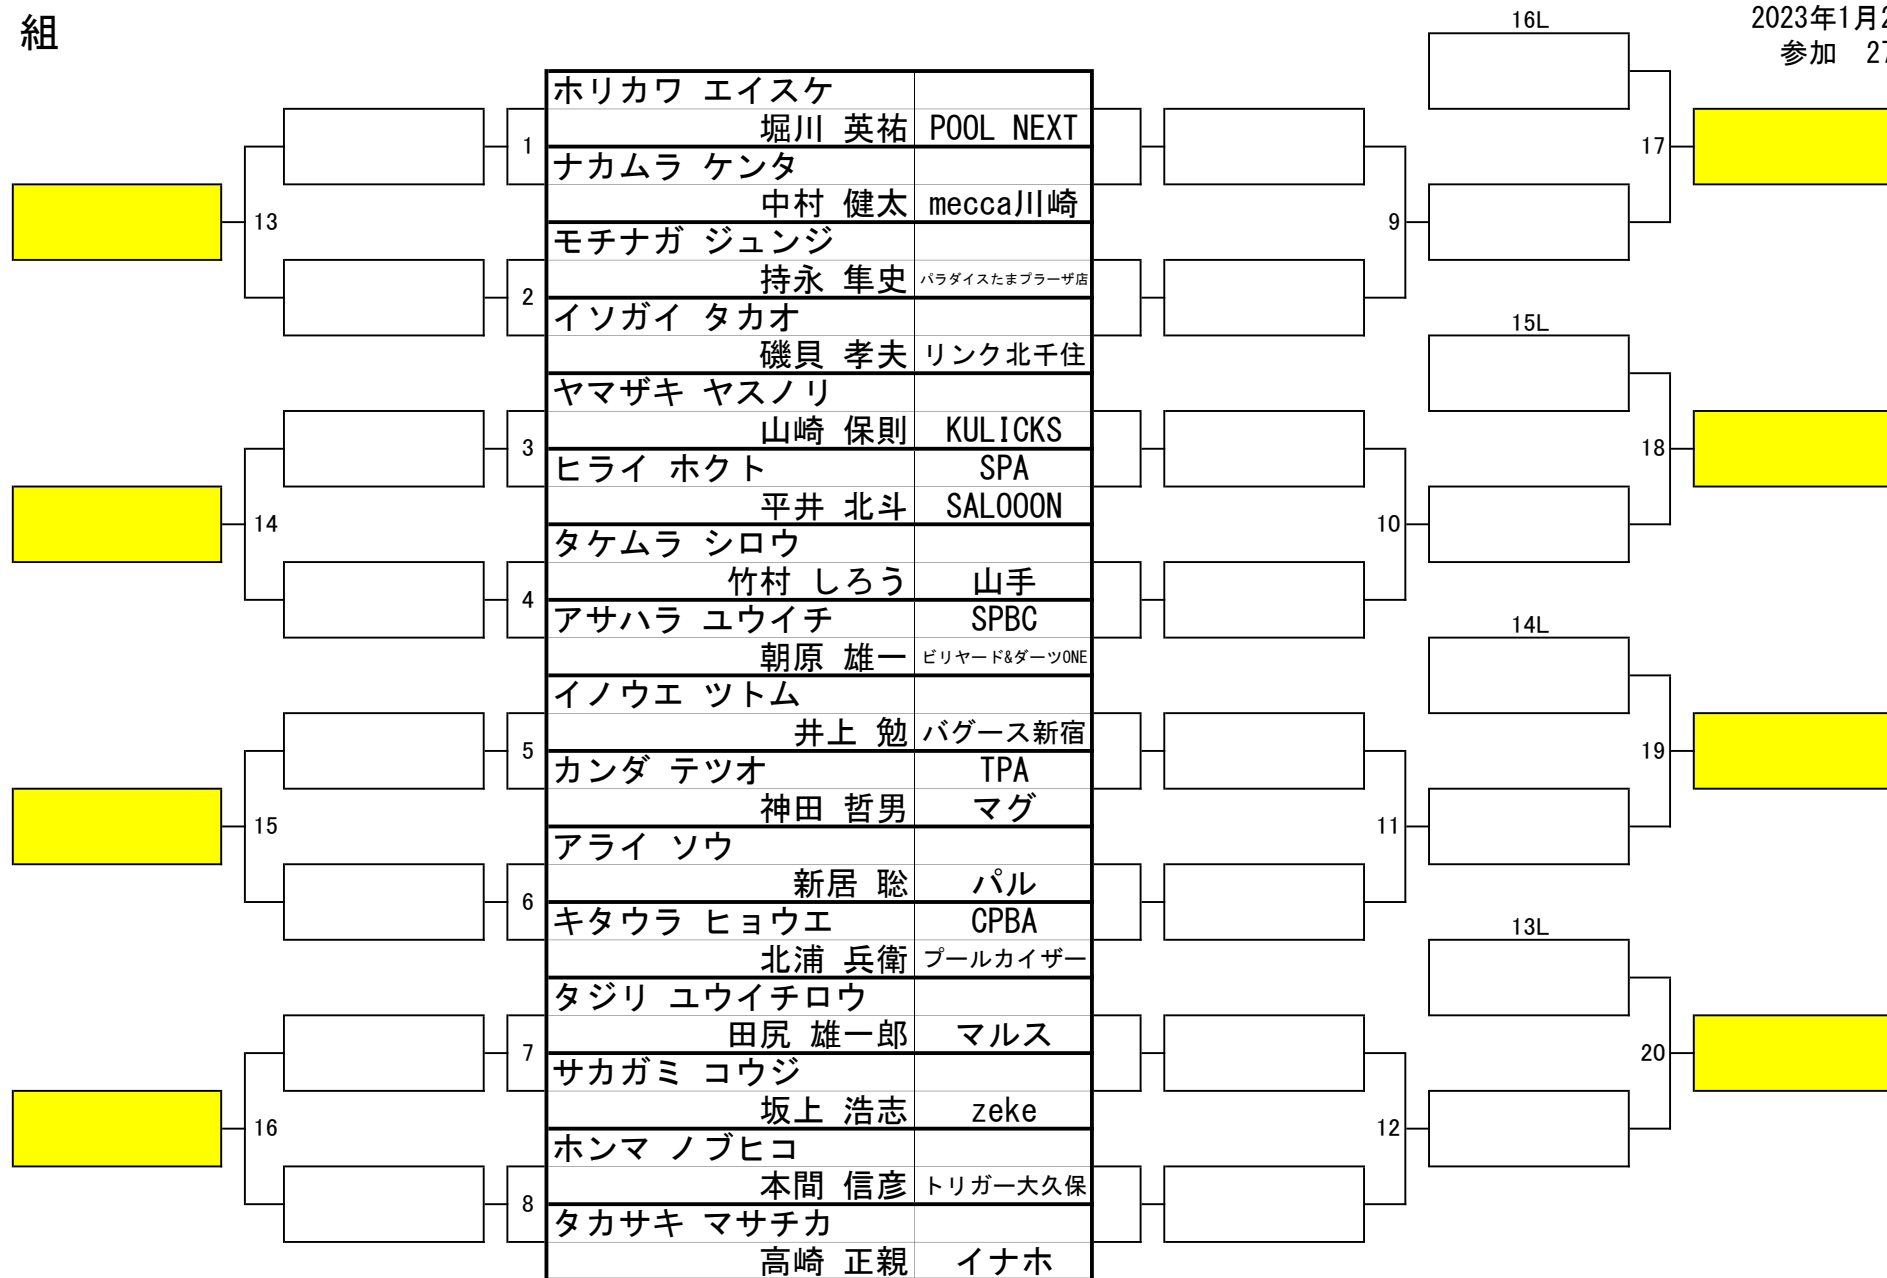 組
2023年1月2
参加 27
16L
ホリカワ エイスケ
堀川 英祐 POOL NEXT
1
17
ナカムラ ケンタ
中村 健太 mecca川崎
13
9
モチナガ ジュンジ
持永 隼史 パラダイスたまプラーザ店
2
イソガイ タカオ
15L
磯貝 孝夫 リンク北千住
ヤマザキ ヤスノリ
山崎 保則 KULICKS
3
18
ヒライ ホクト SPA
平井 北斗 SALOOON
14
10
タケムラ シロウ
竹村 しろう 山手
4
アサハラ ユウイチ SPBC
14L
朝原 雄一 ビリヤード&ダーツONE
イノウエ ツトム
井上 勉 バグース新宿
5
19
カンダ テツオ TPA
神田 哲男 マグ
15
11
アライ ソウ
新居 聡 パル
6
キタウラ ヒョウエ CPBA
13L
北浦 兵衛 プールカイザー
タジリ ユウイチロウ
田尻 雄一郎 マルス
7
20
サカガミ コウジ
坂上 浩志 zeke
16
12
ホンマ ノブヒコ
本間 信彦 トリガー大久保
8
タカサキ マサチカ
高崎 正親 イナホ